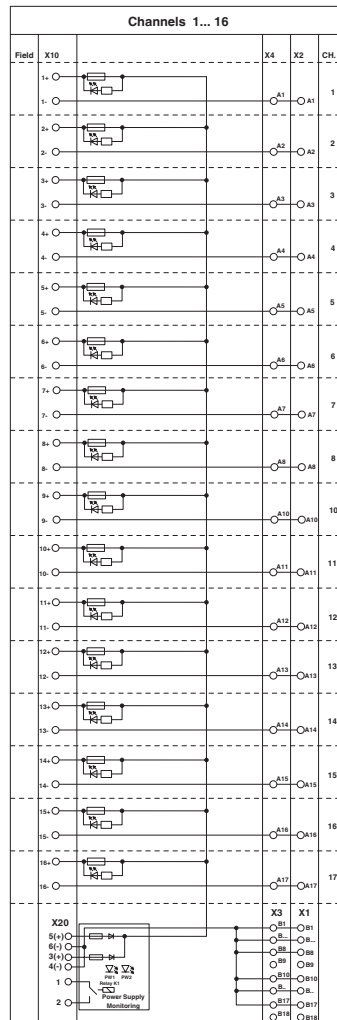 Channels 1... 16
Field X10 X4 X2 CH.
1+
A1 1
1- A1
2+
A2 2
2- A2
3+
A3 3
3- A3
4+
A4 4
4- A4
5+
A5 5
5- A5
6+
A6 6
6- A6
7+
A7 7
7- A7
8+
A8 8
8- A8
9+
A10 10
9- A10
10+
A11 11
10- A11
11+
A12 12
11- A12
12+
A13 13
12- A13
13+
A14 14
13- A14
14+
A15 15
14- A15
15+
A16 16
15- A16
16+
A17 17
16- A17
X20 X3 X1
5(+)
6(-)
3(+)
4(-)
1
2
PW1 PW2
Relay K1
Power Supply
Monitoring
B1 B1
B... B...
B8 B8
B9 B9
B10 B10
B.. B..
B17 B17
B18 B18